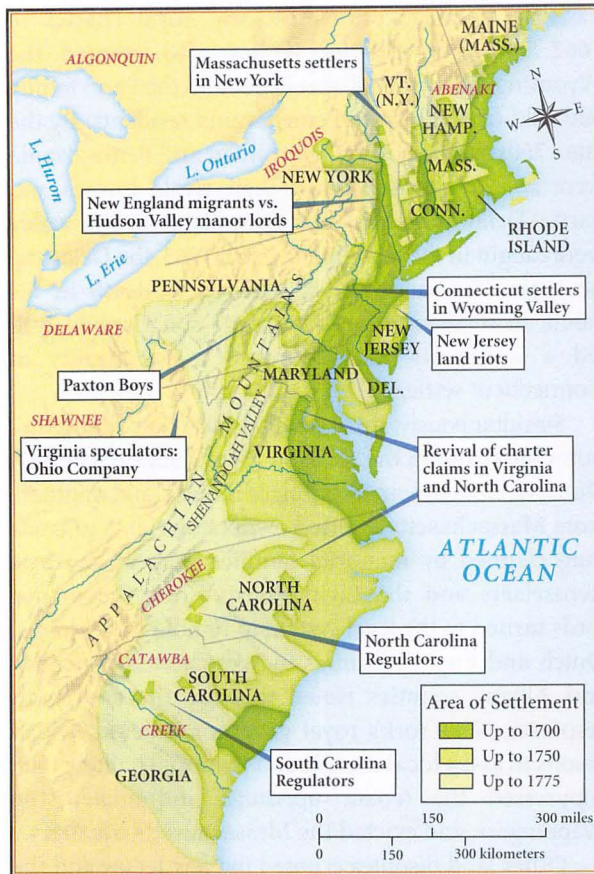 MAINE
(MASS.)
ALGONQUIN
Massachusetts settlers
in New York
VT.
(N.Y.)
ABENAKI
NEW
HAMP.
N
E
W
S
L. Huron
L. Ontario
IROQUOIS
NEW YORK
MASS.
New England migrants vs.
Hudson Valley manor lords
CONN.
RHODE
ISLAND
L. Erie
PENNSYLVANIA
Connecticut settlers
in Wyoming Valley
DELAWARE
NEW
JERSEY
New Jersey
land riots
Paxton Boys
MARYLAND
DEL.
SHAWNEE
Virginia speculators:
Ohio Company
APPALACHIAN MOUNTAINS
SHENANDOAH VALLEY
VIRGINIA
Revival of charter
claims in Virginia
and North Carolina
ATLANTIC
OCEAN
CHEROKEE
NORTH
CAROLINA
North Carolina
Regulators
CATAWBA
SOUTH
CAROLINA
CREEK
South Carolina
Regulators
GEORGIA
Area of Settlement
Up to 1700
Up to 1750
Up to 1775
0 150 300 miles
0 150 300 kilometers